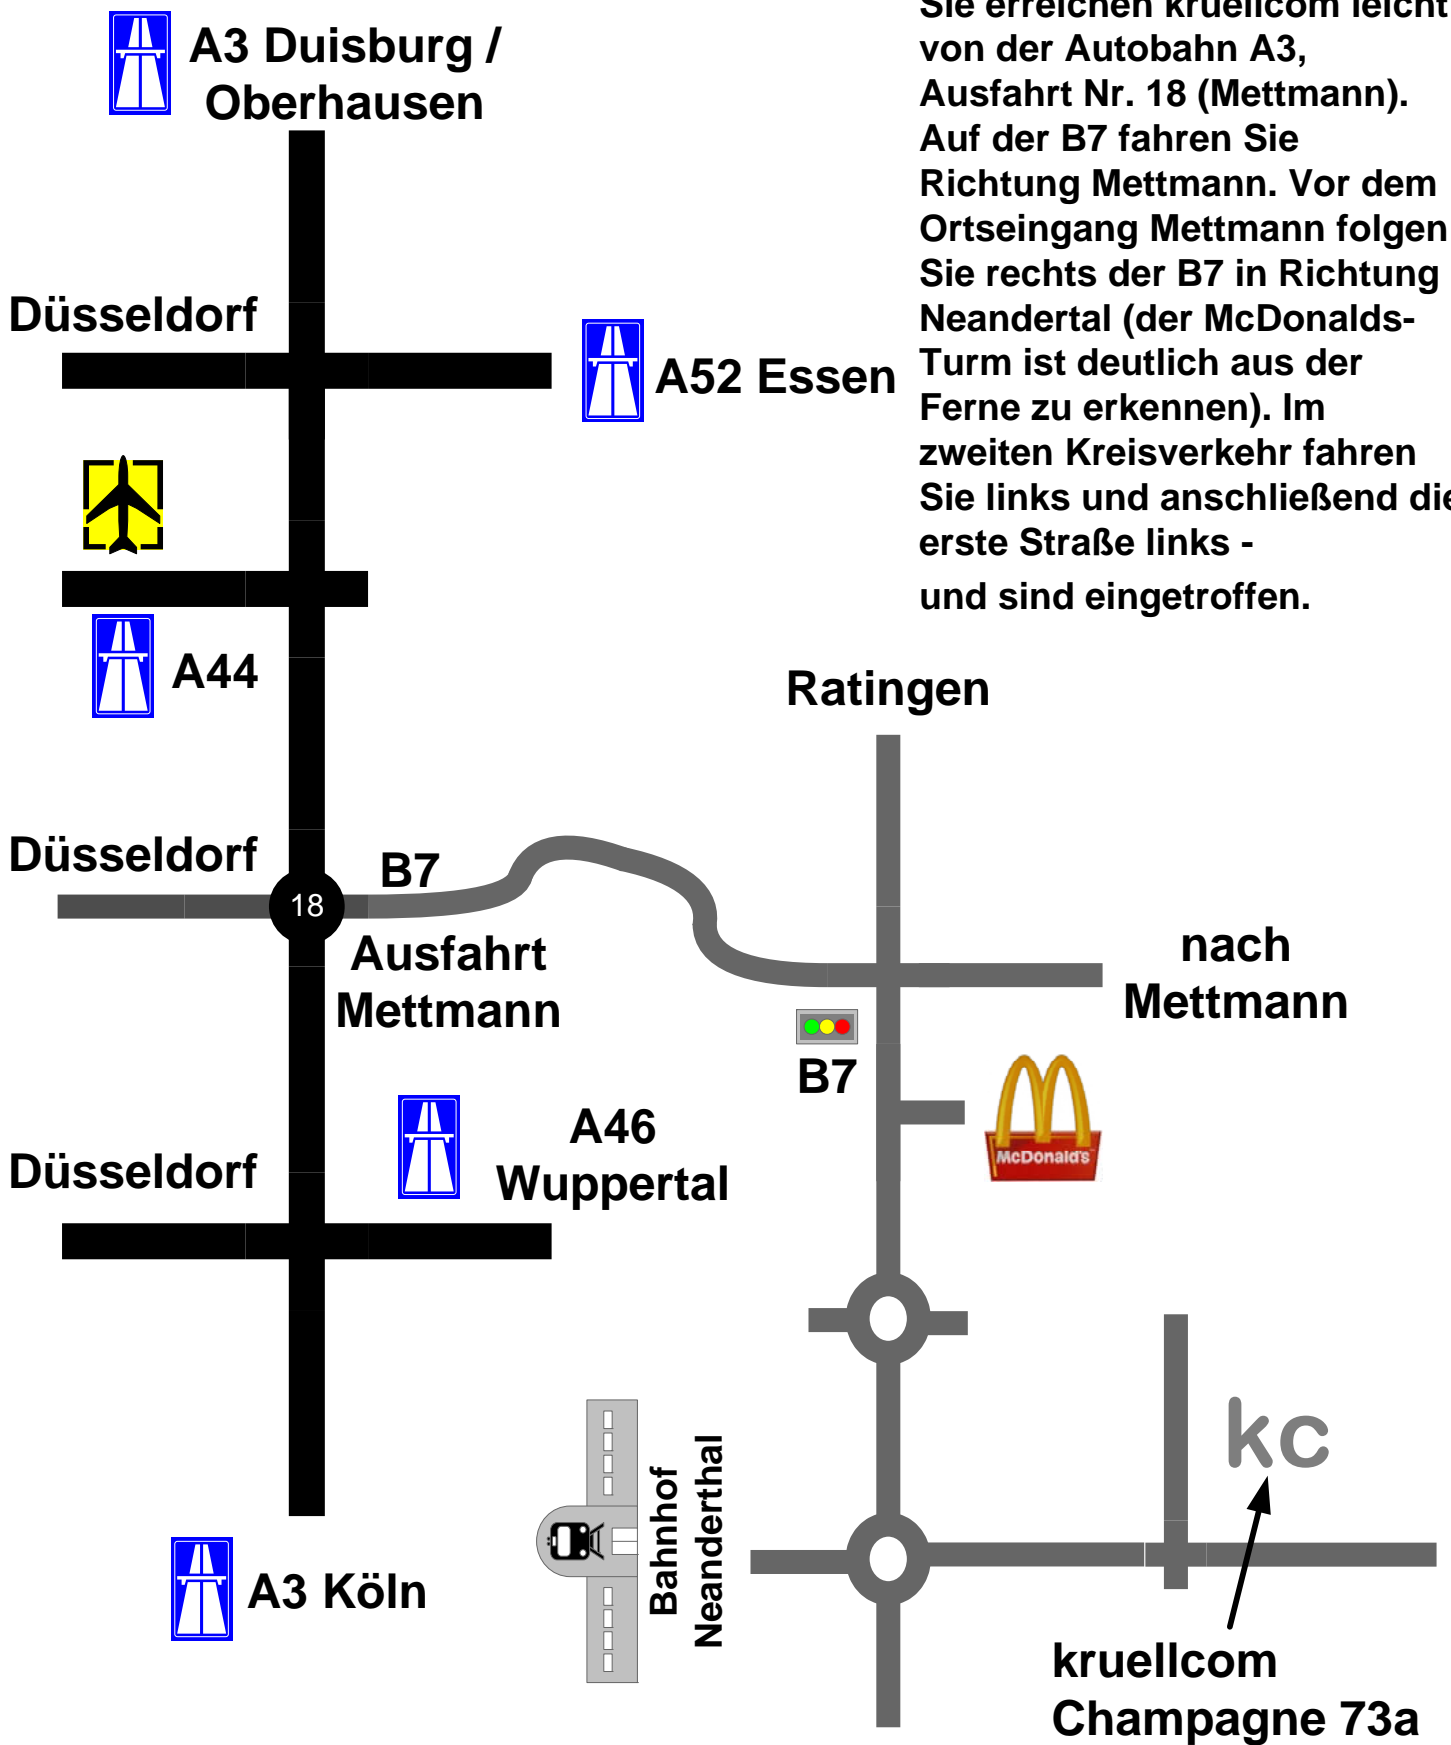 Sie erreichen kruellcom leicht
von der Autobahn A3,
Ausfahrt Nr. 18 (Mettmann).
Auf der B7 fahren Sie
Richtung Mettmann. Vor dem
Ortseingang Mettmann folgen
Sie rechts der B7 in Richtung
Neandertal (der McDonalds-
Turm ist deutlich aus der
Ferne zu erkennen). Im
zweiten Kreisverkehr fahren
Sie links und anschließend die
erste Straße links -
und sind eingetroffen.
A3 Duisburg /
Oberhausen
Düsseldorf
A52 Essen
A44
Ratingen
Düsseldorf
B7
18
Ausfahrt
Mettmann
nach
Mettmann
B7
McDonald's
A46
Wuppertal
Düsseldorf
kc
Bahnhof
Neanderthal
A3 Köln
kruellcom
Champagne 73a